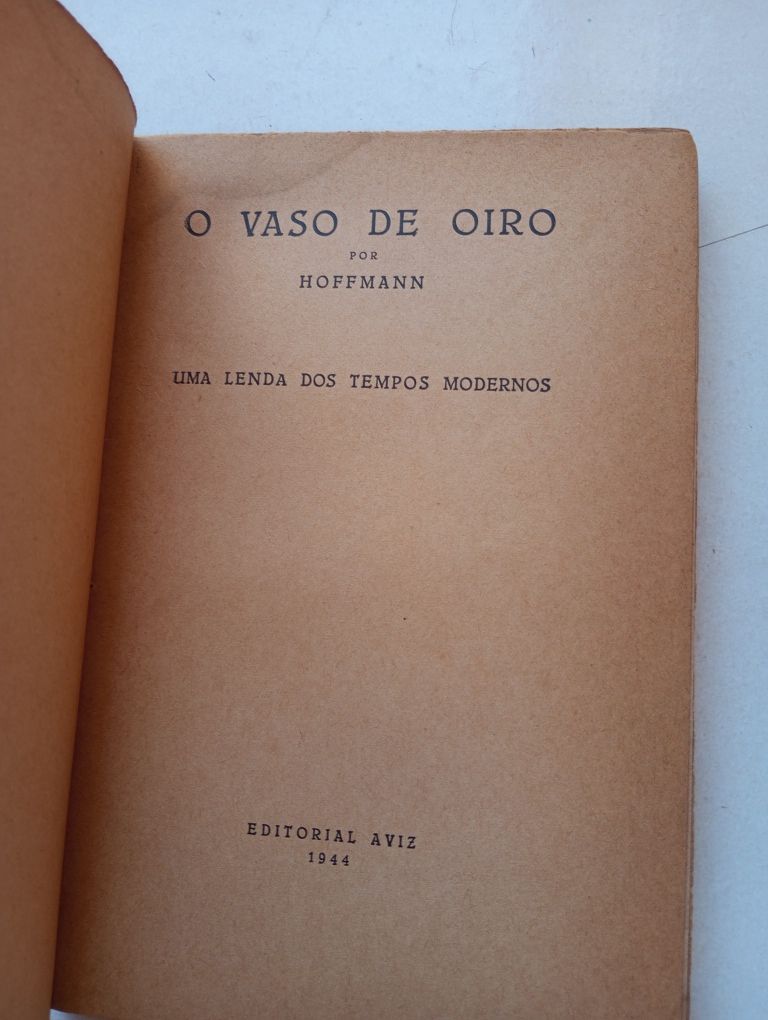 O VASO DE OIRO
POR
HOFFMANN
UMA LENDA DOS TEMPOS MODERNOS
EDITORIAL AVIZ
1944